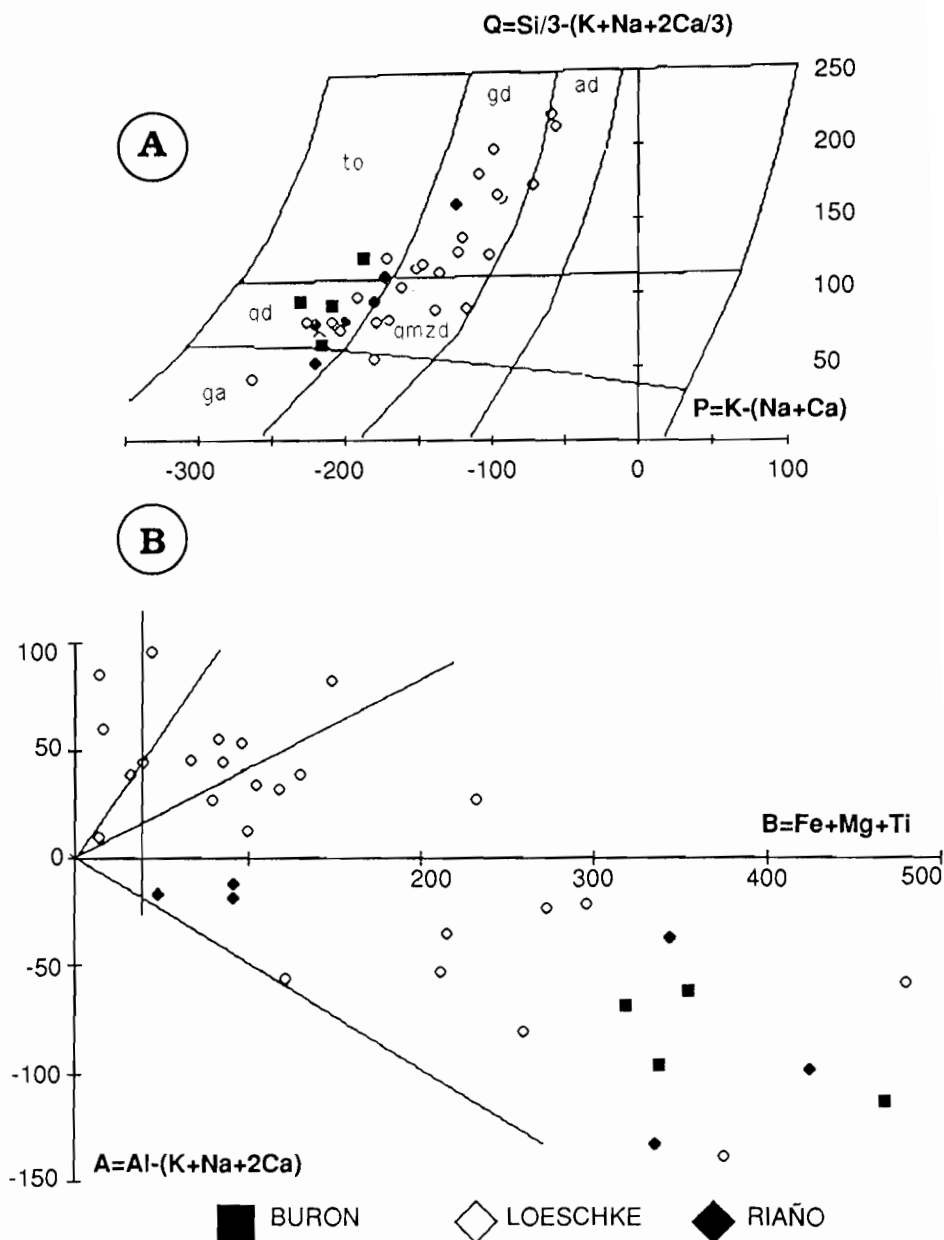 Q=Si/3-(K+Na+2Ca/3)
A
to
gd
ad
250
200
150
100
50
qd
qmzd
ga
P=K-(Na+Ca)
-300 -200 -100 0 100
B
100
50
0
-50
-100
-150
B=Fe+Mg+Ti
200 300 400 500
A=Al-(K+Na+2Ca)
BURON LOESCHKE RIAÑO